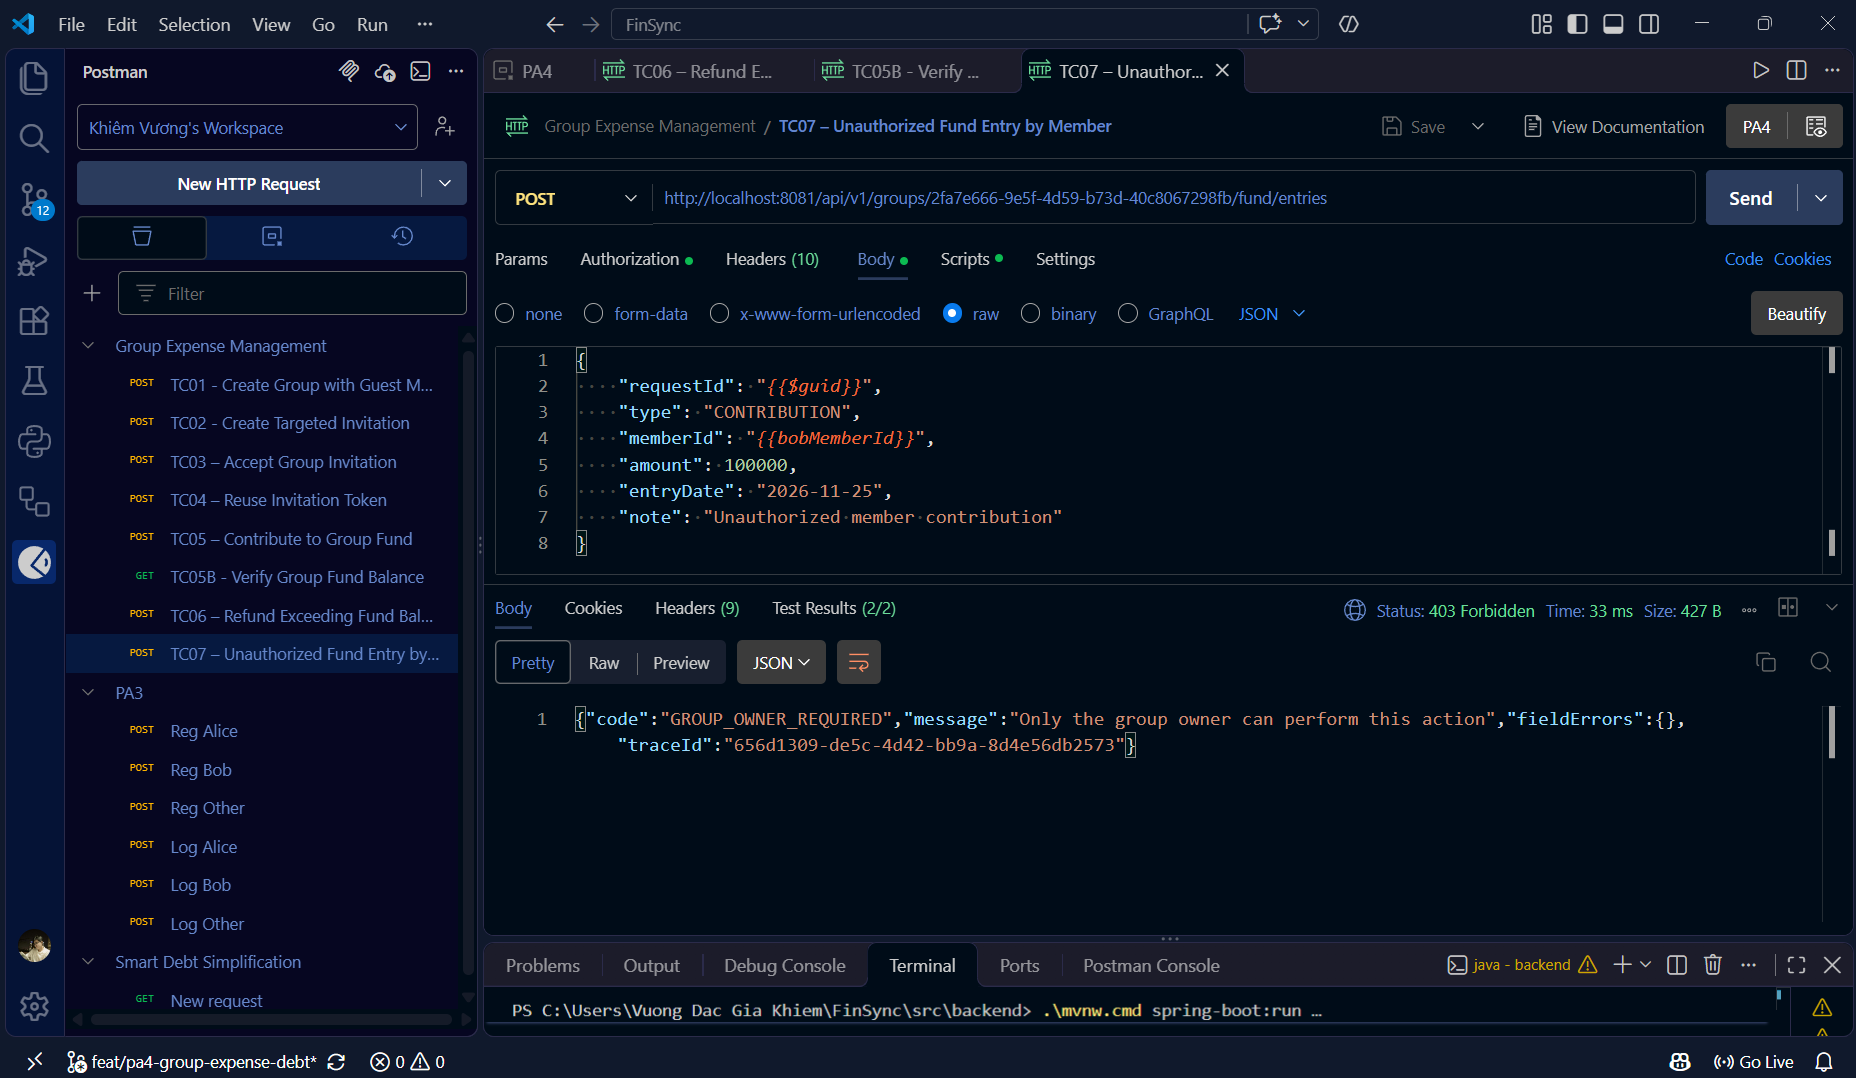 File Edit Selection View Go Run ··· FinSync
Postman
Khiêm Vương's Workspace
New HTTP Request
12
Filter
Group Expense Management
POST TC01 - Create Group with Guest M...
POST TC02 - Create Targeted Invitation
POST TC03 – Accept Group Invitation
POST TC04 – Reuse Invitation Token
POST TC05 – Contribute to Group Fund
GET TC05B - Verify Group Fund Balance
POST TC06 – Refund Exceeding Fund Bal...
POST TC07 – Unauthorized Fund Entry by...
PA3
POST Reg Alice
POST Reg Bob
POST Reg Other
POST Log Alice
POST Log Bob
POST Log Other
Smart Debt Simplification
GET New request
PA4 HTTP TC06 – Refund E... HTTP TC05B - Verify ... HTTP TC07 – Unauthor...
HTTP Group Expense Management / TC07 – Unauthorized Fund Entry by Member Save View Documentation PA4
POST http://localhost:8081/api/v1/groups/2fa7e666-9e5f-4d59-b73d-40c8067298fb/fund/entries Send
Params Authorization Headers (10) Body Scripts Settings Code Cookies
none form-data x-www-form-urlencoded raw binary GraphQL JSON Beautify
1 {
2 ····"requestId":·"{{$guid}}",
3 ····"type":·"CONTRIBUTION",
4 ····"memberId":·"{{bobMemberId}}",
5 ····"amount":·100000,
6 ····"entryDate":·"2026-11-25",
7 ····"note":·"Unauthorized·member·contribution"
8 }
Body Cookies Headers (9) Test Results (2/2) Status: 403 Forbidden Time: 33 ms Size: 427 B
Pretty Raw Preview JSON
1 {"code":"GROUP_OWNER_REQUIRED","message":"Only the group owner can perform this action","fieldErrors":{},
"traceId":"656d1309-de5c-4d42-bb9a-8d4e56db2573"}
Problems Output Debug Console Terminal Ports Postman Console java - backend
PS C:\Users\Vuong Dac Gia Khiem\FinSync\src\backend> .\mvnw.cmd spring-boot:run …
feat/pa4-group-expense-debt* 0 0 Go Live